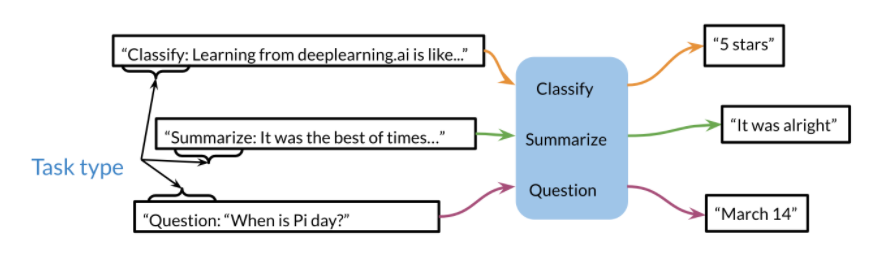 “Classify: Learning from deeplearning.ai is like...”
“5 stars”
Classify
“Summarize: It was the best of times…”
“It was alright”
Summarize
Task type
Question
“Question: “When is Pi day?”
“March 14”